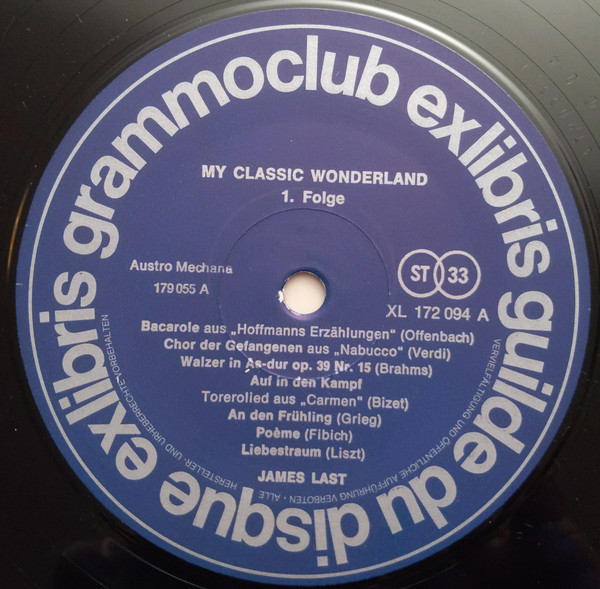 grammoclub exlibris guilde du disque exlibris
MY CLASSIC WONDERLAND
1. Folge
Austro Mechana
179 055 A
ST 33
XL 172 094 A
Bacarole aus „Hoffmanns Erzählungen" (Offenbach)
Chor der Gefangenen aus „Nabucco" (Verdi)
Walzer in As-dur op. 39 Nr. 15 (Brahms)
Auf in den Kampf
Torerolied aus „Carmen" (Bizet)
An den Frühling (Grieg)
Poème (Fibich)
Liebestraum (Liszt)
JAMES LAST
HERSTELLER- UND URHEBERRECHTE VORBEHALTEN
VERVIELFÄLTIGUNG UND ÖFFENTLICHE AUFFÜHRUNG VERBOTEN · ALLE